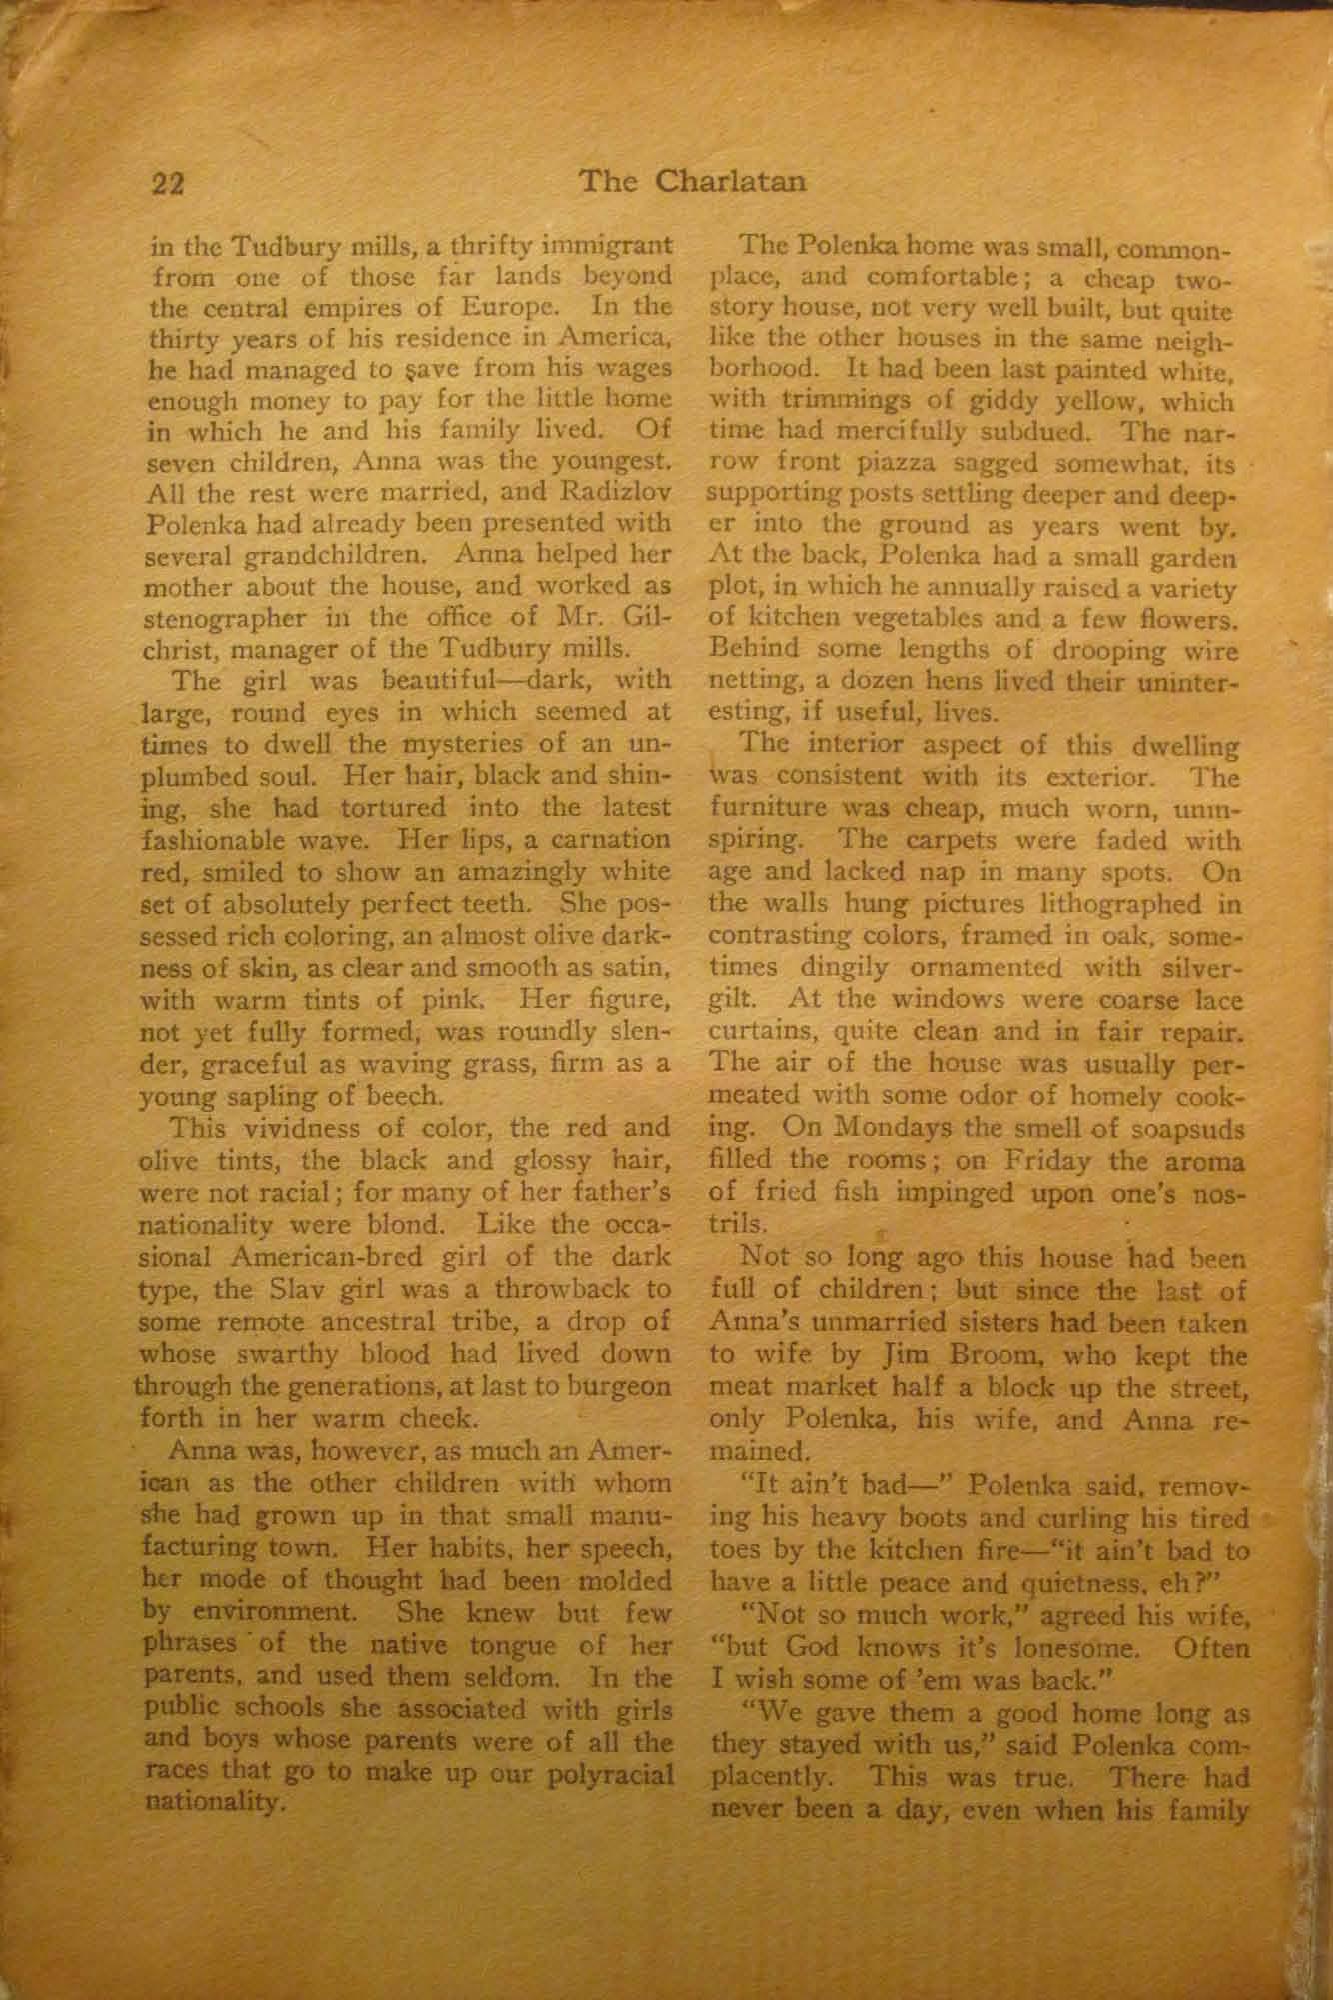 22
The Charlatan
in the Tudbury mills, a thrifty immigrant
from one of those far lands beyond
the central empires of Europe. In the
thirty years of his residence in America,
he had managed to save from his wages
enough money to pay for the little home
in which he and his family lived. Of
seven children, Anna was the youngest.
All the rest were married, and Radizlov
Polenka had already been presented with
several grandchildren. Anna helped her
mother about the house, and worked as
stenographer in the office of Mr. Gil-
christ, manager of the Tudbury mills.
The girl was beautiful—dark, with
large, round eyes in which seemed at
times to dwell the mysteries of an un-
plumbed soul. Her hair, black and shin-
ing, she had tortured into the latest
fashionable wave. Her lips, a carnation
red, smiled to show an amazingly white
set of absolutely perfect teeth. She pos-
sessed rich coloring, an almost olive dark-
ness of skin, as clear and smooth as satin,
with warm tints of pink. Her figure,
not yet fully formed, was roundly slen-
der, graceful as waving grass, firm as a
young sapling of beech.
This vividness of color, the red and
olive tints, the black and glossy hair,
were not racial; for many of her father's
nationality were blond. Like the occa-
sional American-bred girl of the dark
type, the Slav girl was a throwback to
some remote ancestral tribe, a drop of
whose swarthy blood had lived down
through the generations, at last to burgeon
forth in her warm cheek.
Anna was, however, as much an Amer-
ican as the other children with whom
she had grown up in that small manu-
facturing town. Her habits, her speech,
her mode of thought had been molded
by environment. She knew but few
phrases of the native tongue of her
parents, and used them seldom. In the
public schools she associated with girls
and boys whose parents were of all the
races that go to make up our polyracial
nationality.
The Polenka home was small, common-
place, and comfortable; a cheap two-
story house, not very well built, but quite
like the other houses in the same neigh-
borhood. It had been last painted white,
with trimmings of giddy yellow, which
time had mercifully subdued. The nar-
row front piazza sagged somewhat, its
supporting posts settling deeper and deep-
er into the ground as years went by.
At the back, Polenka had a small garden
plot, in which he annually raised a variety
of kitchen vegetables and a few flowers.
Behind some lengths of drooping wire
netting, a dozen hens lived their uninter-
esting, if useful, lives.
The interior aspect of this dwelling
was consistent with its exterior. The
furniture was cheap, much worn, unin-
spiring. The carpets were faded with
age and lacked nap in many spots. On
the walls hung pictures lithographed in
contrasting colors, framed in oak, some-
times dingily ornamented with silver-
gilt. At the windows were coarse lace
curtains, quite clean and in fair repair.
The air of the house was usually per-
meated with some odor of homely cook-
ing. On Mondays the smell of soapsuds
filled the rooms; on Friday the aroma
of fried fish impinged upon one's nos-
trils.
Not so long ago this house had been
full of children; but since the last of
Anna's unmarried sisters had been taken
to wife by Jim Broom, who kept the
meat market half a block up the street,
only Polenka, his wife, and Anna re-
mained.
"It ain't bad—" Polenka said, remov-
ing his heavy boots and curling his tired
toes by the kitchen fire—"it ain't bad to
have a little peace and quietness, eh?"
"Not so much work," agreed his wife,
"but God knows it's lonesome. Often
I wish some of 'em was back."
"We gave them a good home long as
they stayed with us," said Polenka com-
placently. This was true. There had
never been a day, even when his family